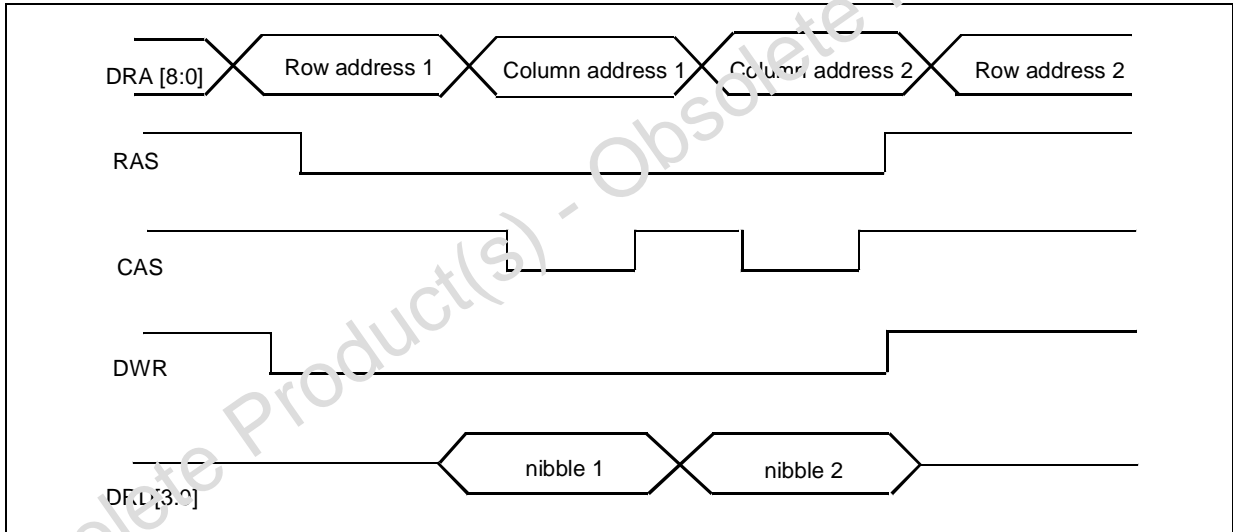 DRA [8:0]
Row address 1
Column address 1
Column address 2
Row address 2
RAS
CAS
DWR
DRD[3:0]
nibble 1
nibble 2
olete Product(s) - Obsolete